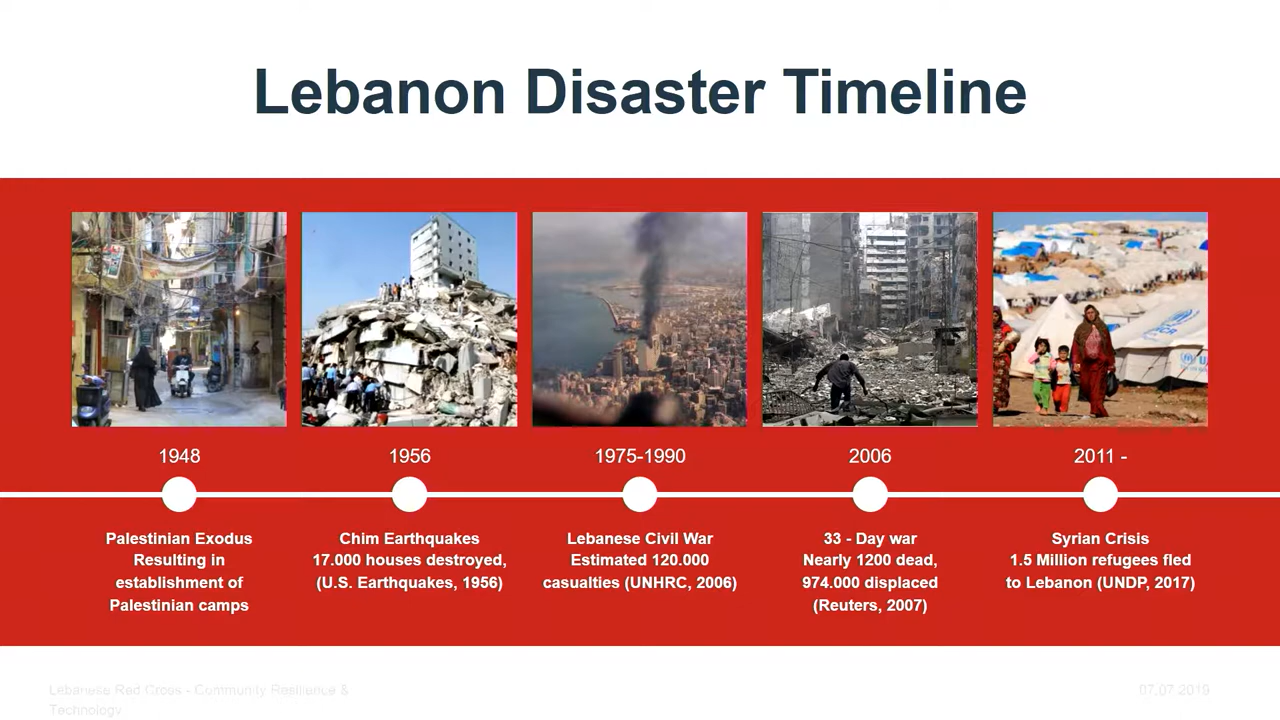 Lebanon Disaster Timeline
1948
Palestinian Exodus
Resulting in
establishment of
Palestinian camps
1956
Chim Earthquakes
17.000 houses destroyed,
(U.S. Earthquakes, 1956)
1975-1990
Lebanese Civil War
Estimated 120.000
casualties (UNHRC, 2006)
2006
33 - Day war
Nearly 1200 dead,
974.000 displaced
(Reuters, 2007)
2011 -
Syrian Crisis
1.5 Million refugees fled
to Lebanon (UNDP, 2017)
Lebanese Red Cross - Community Resilience &
Technology
07.07.2019